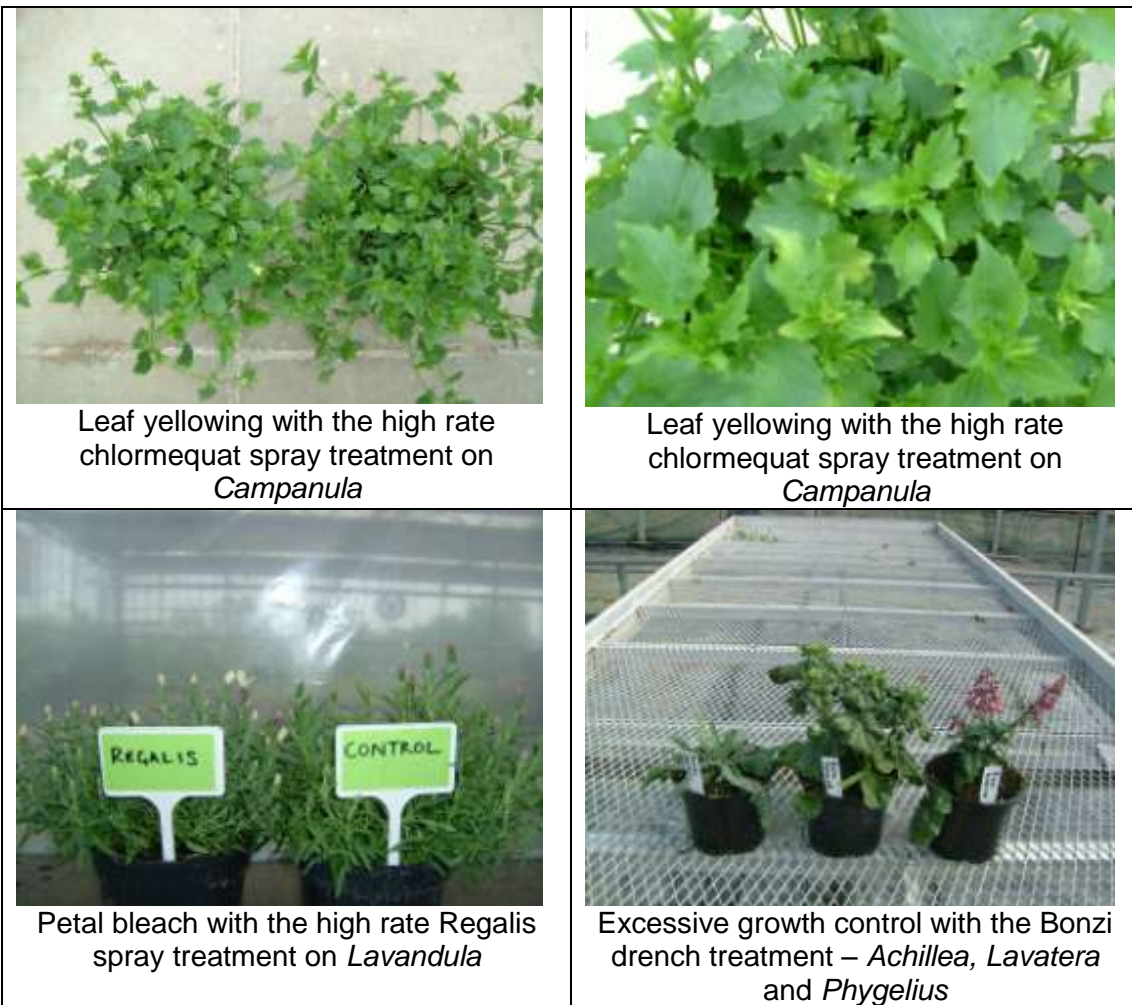 Leaf yellowing with the high rate
chlormequat spray treatment on
Campanula
Leaf yellowing with the high rate
chlormequat spray treatment on
Campanula
REGALIS
CONTROL
Petal bleach with the high rate Regalis
spray treatment on Lavandula
Excessive growth control with the Bonzi
drench treatment – Achillea, Lavatera
and Phygelius